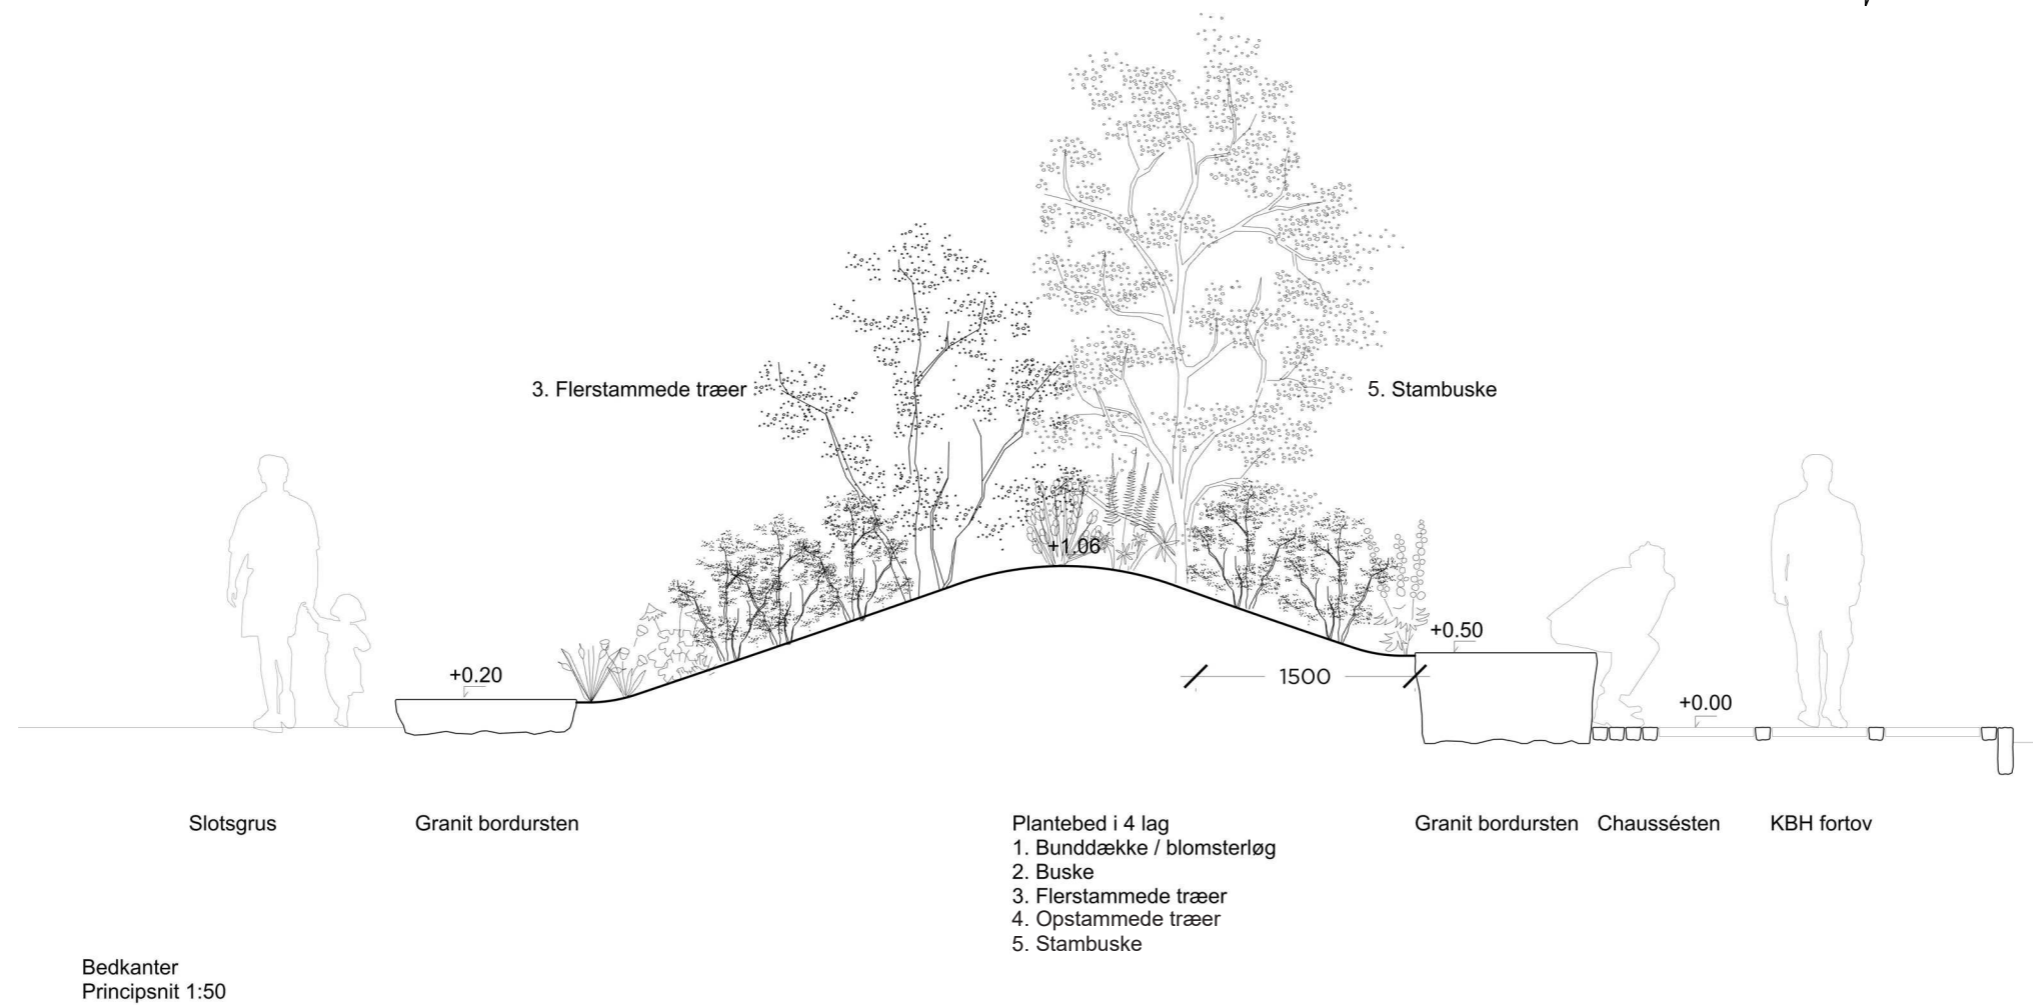 3. Flerstammede træer
5. Stambuske
+1.06
+0.50
+0.20
1500
+0.00
Slotsgrus
Granit bordursten
Plantebed i 4 lag
1. Bunddække / blomsterløg
2. Buske
3. Flerstammede træer
4. Opstammede træer
5. Stambuske
Granit bordursten
Chaussésten
KBH fortov
Bedkanter
Principsnit 1:50